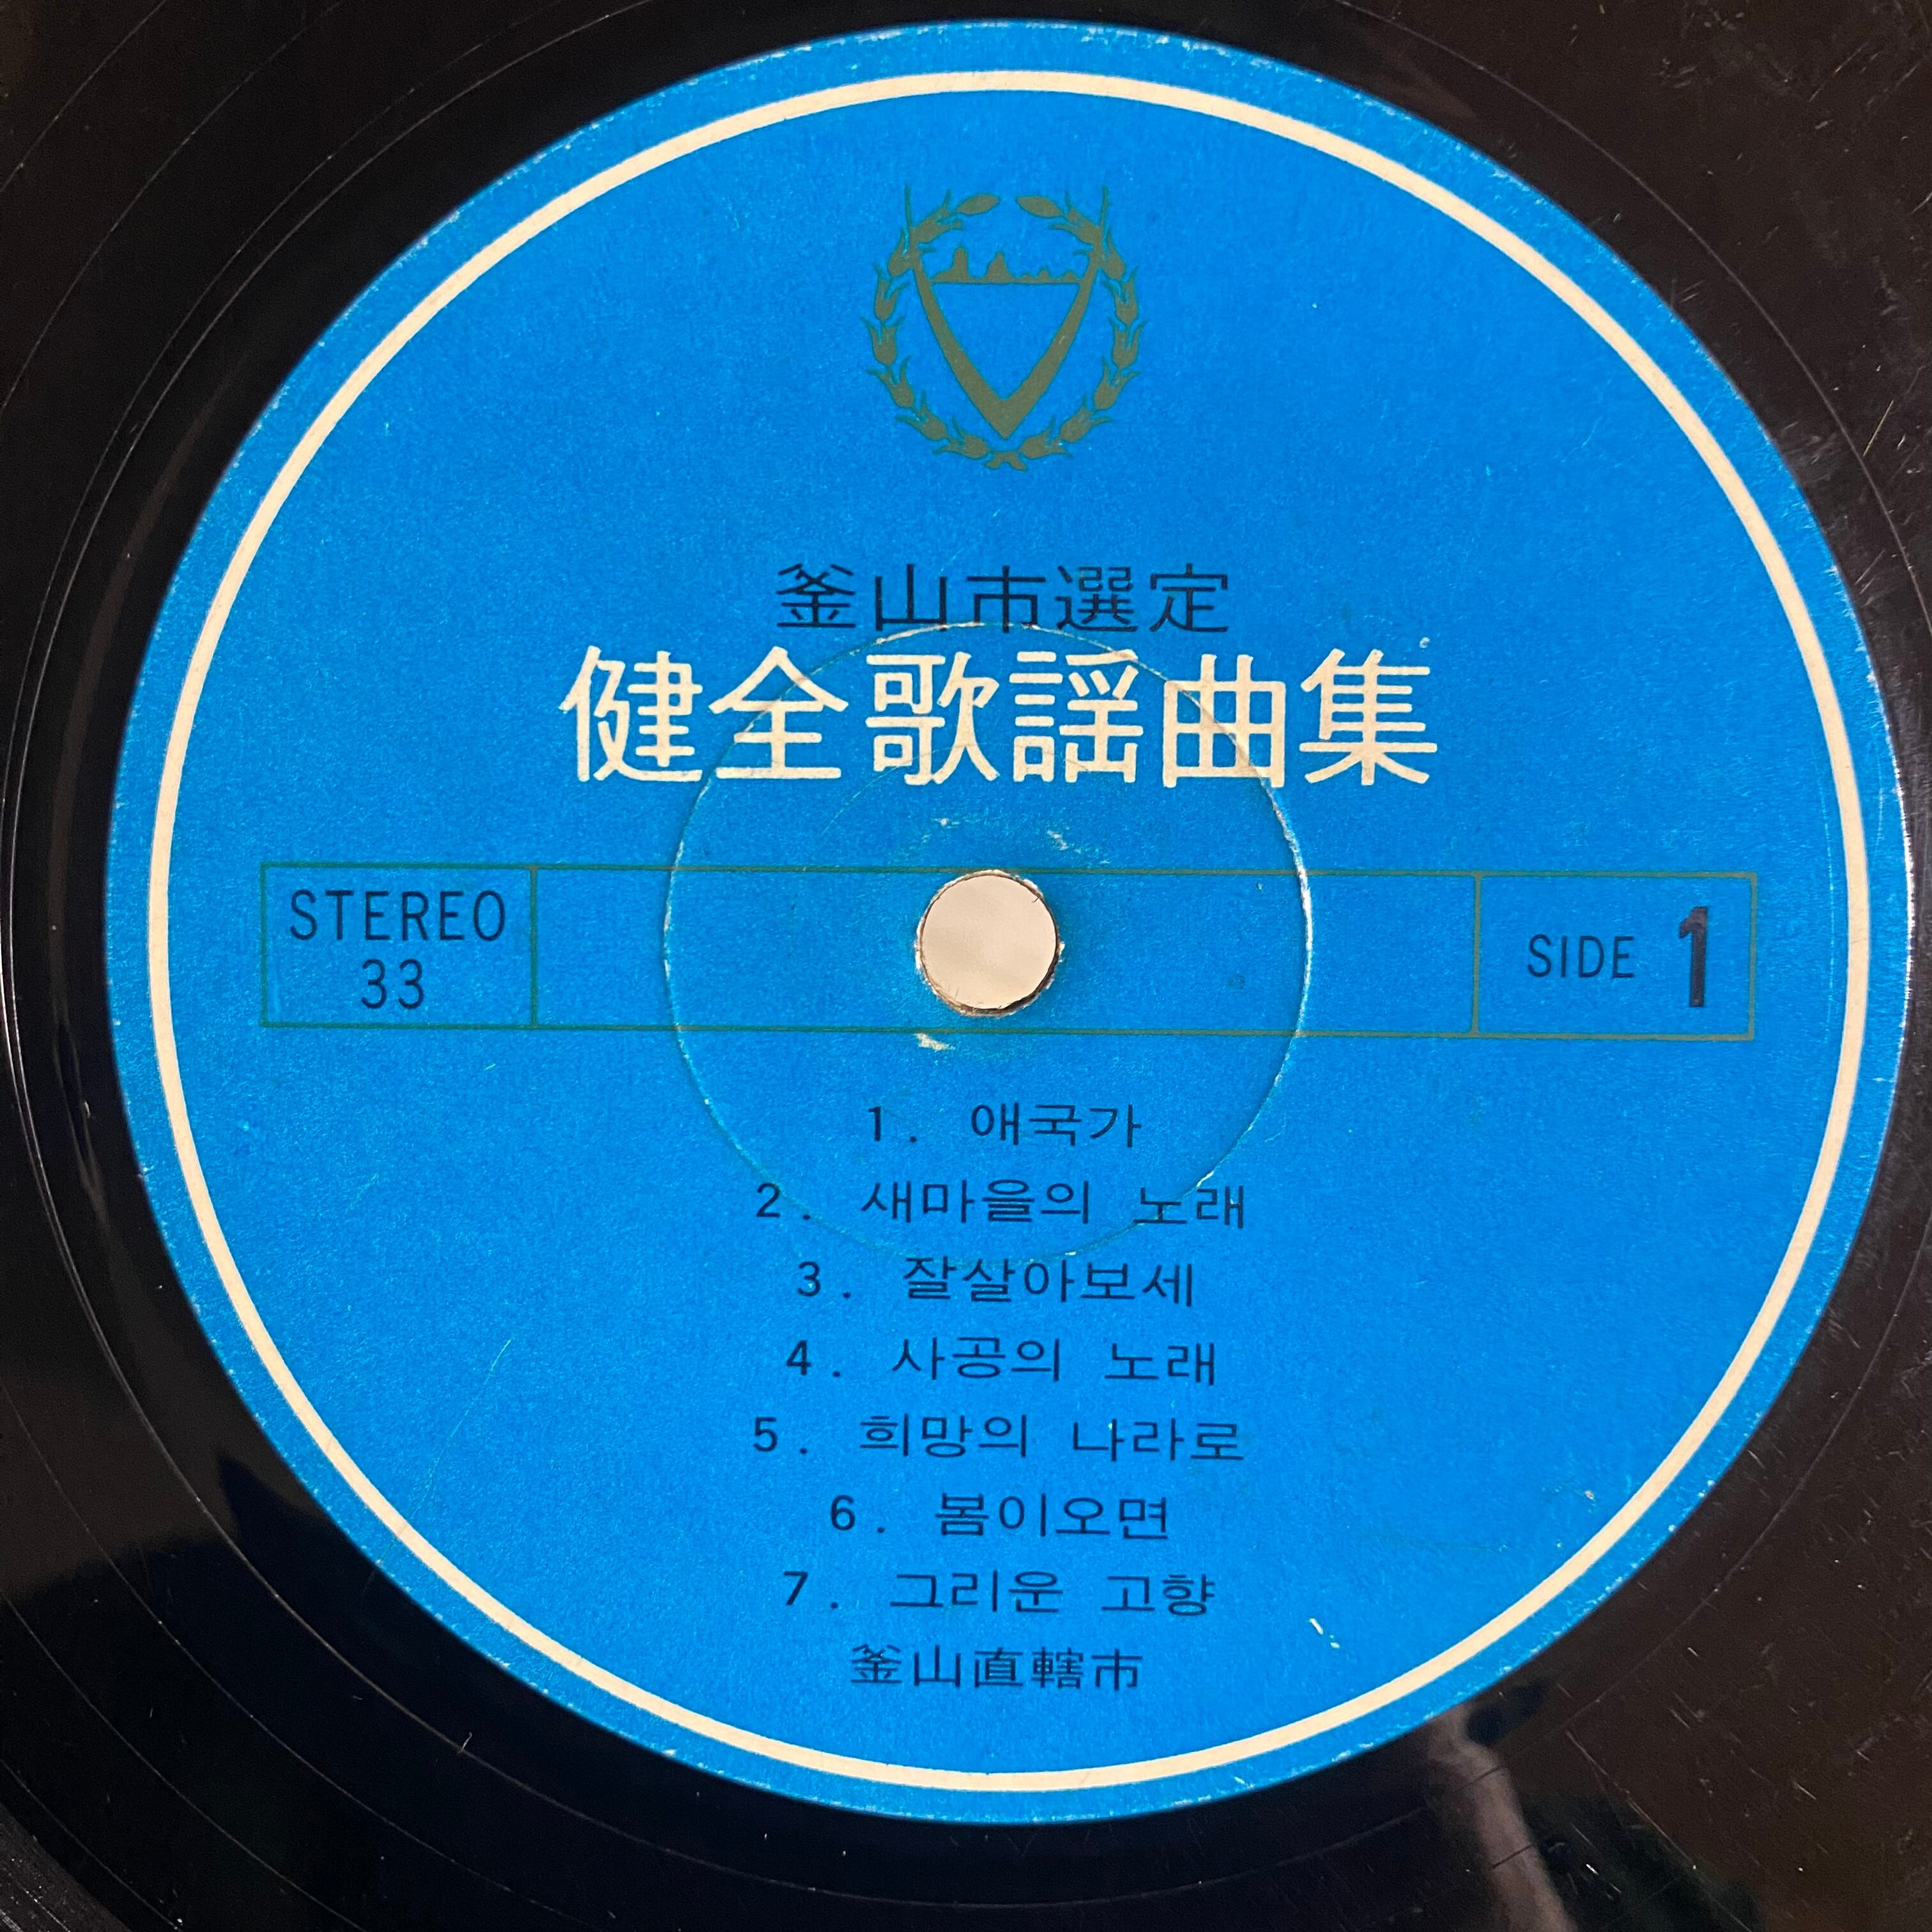 釜山市選定
健全歌謡曲集
STEREO
33
SIDE 1
1. 애국가
2. 새마을의 노래
3. 잘살아보세
4. 사공의 노래
5. 희망의 나라로
6. 봄이오면
7. 그리운 고향
釜山直轄市